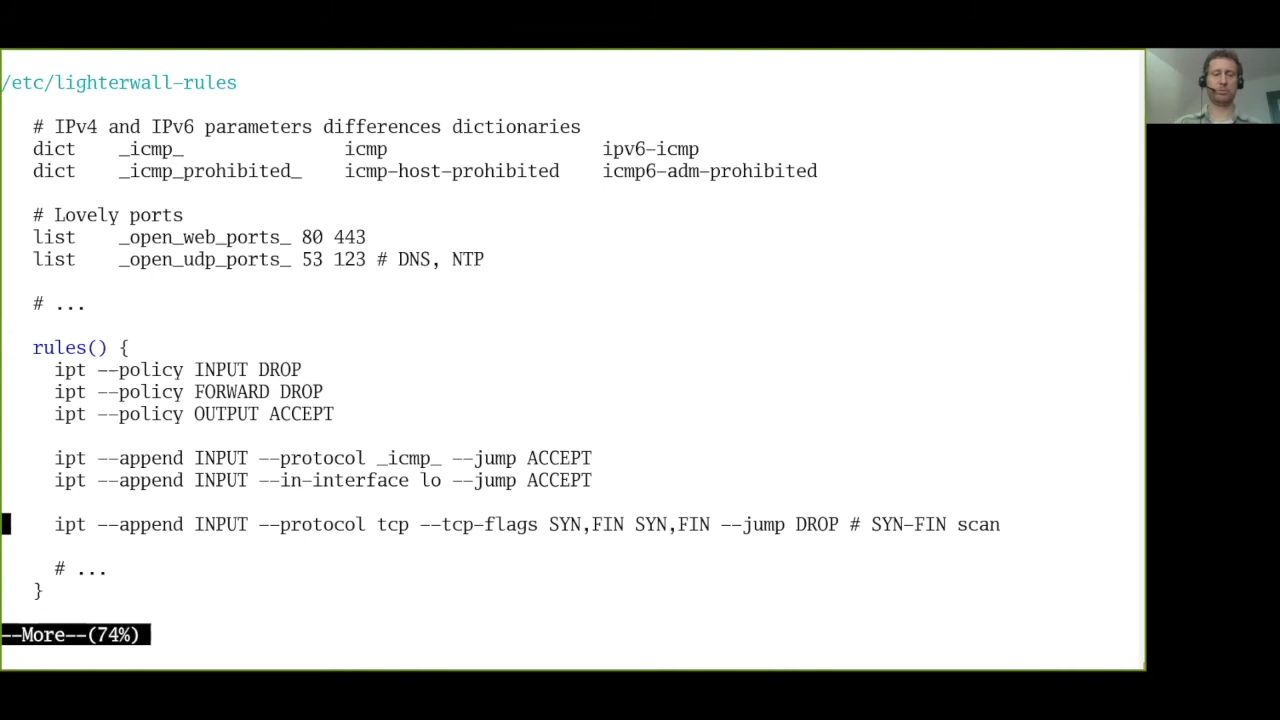 /etc/lighterwall-rules
# IPv4 and IPv6 parameters differences dictionaries
dict _icmp_ icmp ipv6-icmp
dict _icmp_prohibited_ icmp-host-prohibited icmp6-adm-prohibited
# Lovely ports
list _open_web_ports_ 80 443
list _open_udp_ports_ 53 123 # DNS, NTP
# ...
rules() {
ipt --policy INPUT DROP
ipt --policy FORWARD DROP
ipt --policy OUTPUT ACCEPT
ipt --append INPUT --protocol _icmp_ --jump ACCEPT
ipt --append INPUT --in-interface lo --jump ACCEPT
ipt --append INPUT --protocol tcp --tcp-flags SYN,FIN SYN,FIN --jump DROP # SYN-FIN scan
# ...
}
--More--(74%)